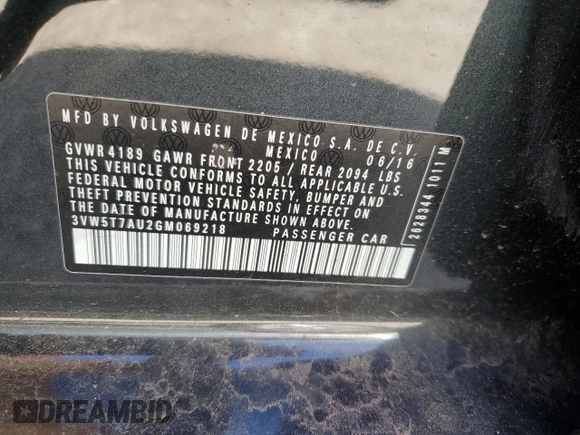 MFD BY VOLKSWAGEN DE MEXICO S.A. DE C.V.
MEXICO 06/16
GVWR 4189 GAWR FRONT 2205 / REAR 2094 LBS
THIS VEHICLE CONFORMS TO ALL APPLICABLE U.S.
FEDERAL MOTOR VEHICLE SAFETY, BUMPER AND
THEFT PREVENTION STANDARDS IN EFFECT ON
THE DATE OF MANUFACTURE SHOWN ABOVE.
3VW5T7AU2GM069218 PASSENGER CAR
2628344 1011 M
DREAMBID